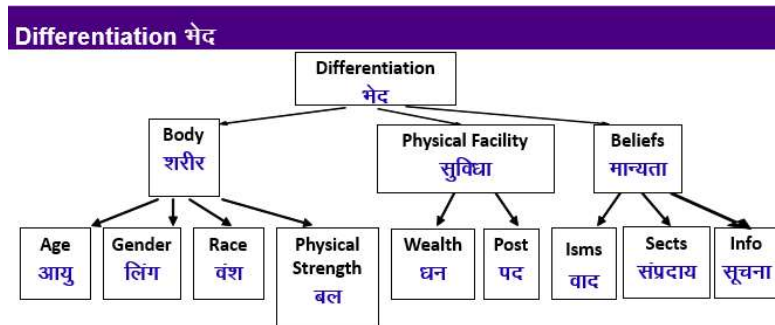 Differentiation भेद
Differentiation
भेद
Body
शरीर
Physical Facility
सुविधा
Beliefs
मान्यता
Age
आयु
Gender
लिंग
Race
वंश
Physical
Strength
बल
Wealth
धन
Post
पद
Isms
वाद
Sects
संप्रदाय
Info
सूचना